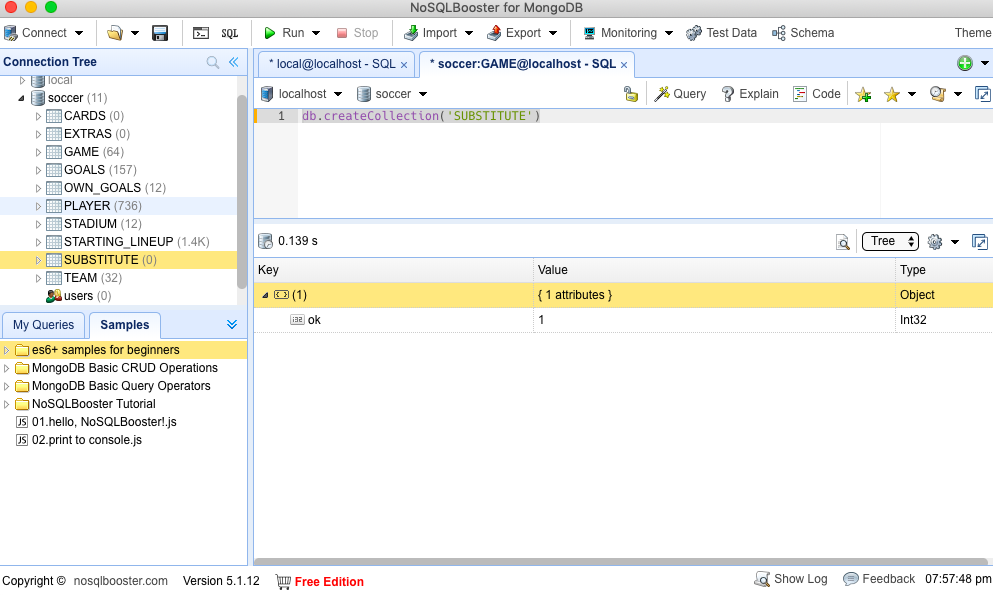 NoSQLBooster for MongoDB
Connect SQL Run Stop Import Export Monitoring Test Data Schema Theme
Connection Tree
* local@localhost - SQL × * soccer:GAME@localhost - SQL ×
local
soccer (11)
CARDS (0)
EXTRAS (0)
GAME (64)
GOALS (157)
OWN_GOALS (12)
PLAYER (736)
STADIUM (12)
STARTING_LINEUP (1.4K)
SUBSTITUTE (0)
TEAM (32)
users (0)
localhost soccer Query Explain Code
1 db.createCollection('SUBSTITUTE')
0.139 s Tree
Key Value Type
(1) { 1 attributes } Object
i32 ok 1 Int32
My Queries Samples
es6+ samples for beginners
MongoDB Basic CRUD Operations
MongoDB Basic Query Operators
NoSQLBooster Tutorial
JS 01.hello, NoSQLBooster!.js
JS 02.print to console.js
Copyright © nosqlbooster.com Version 5.1.12 Free Edition Show Log Feedback 07:57:48 pm